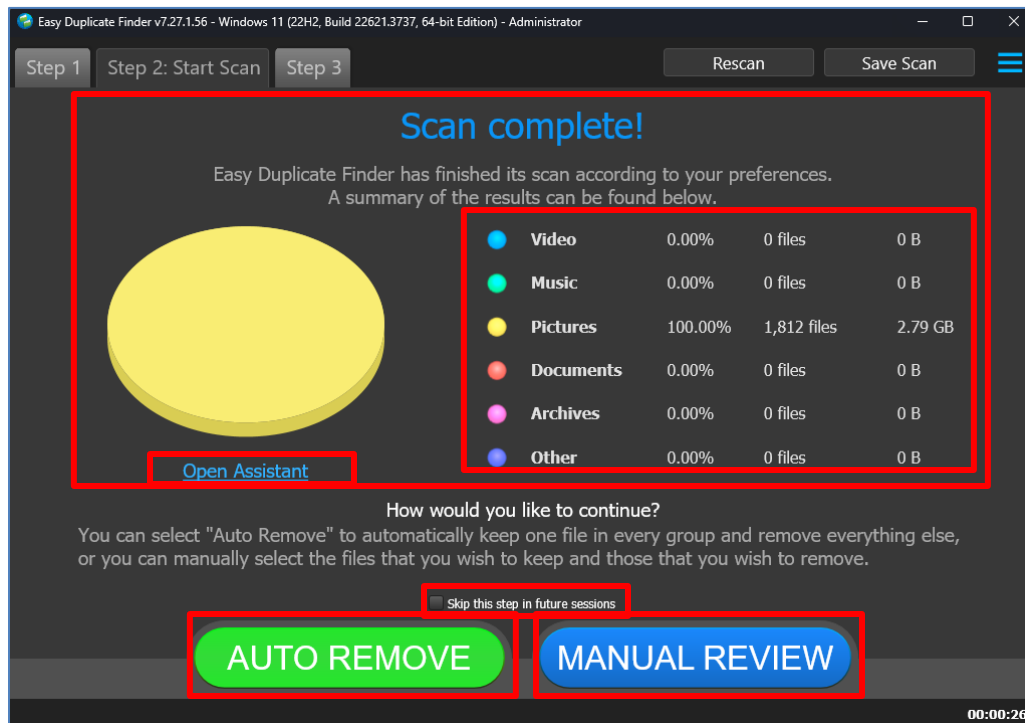 Easy Duplicate Finder v7.27.1.56 - Windows 11 (22H2, Build 22621.3737, 64-bit Edition) - Administrator
Step 1 Step 2: Start Scan Step 3 Rescan Save Scan
Scan complete!
Easy Duplicate Finder has finished its scan according to your preferences.
A summary of the results can be found below.
Video 0.00% 0 files 0 B
Music 0.00% 0 files 0 B
Pictures 100.00% 1,812 files 2.79 GB
Documents 0.00% 0 files 0 B
Archives 0.00% 0 files 0 B
Other 0.00% 0 files 0 B
Open Assistant
How would you like to continue?
You can select "Auto Remove" to automatically keep one file in every group and remove everything else,
or you can manually select the files that you wish to keep and those that you wish to remove.
Skip this step in future sessions
AUTO REMOVE MANUAL REVIEW
00:00:26